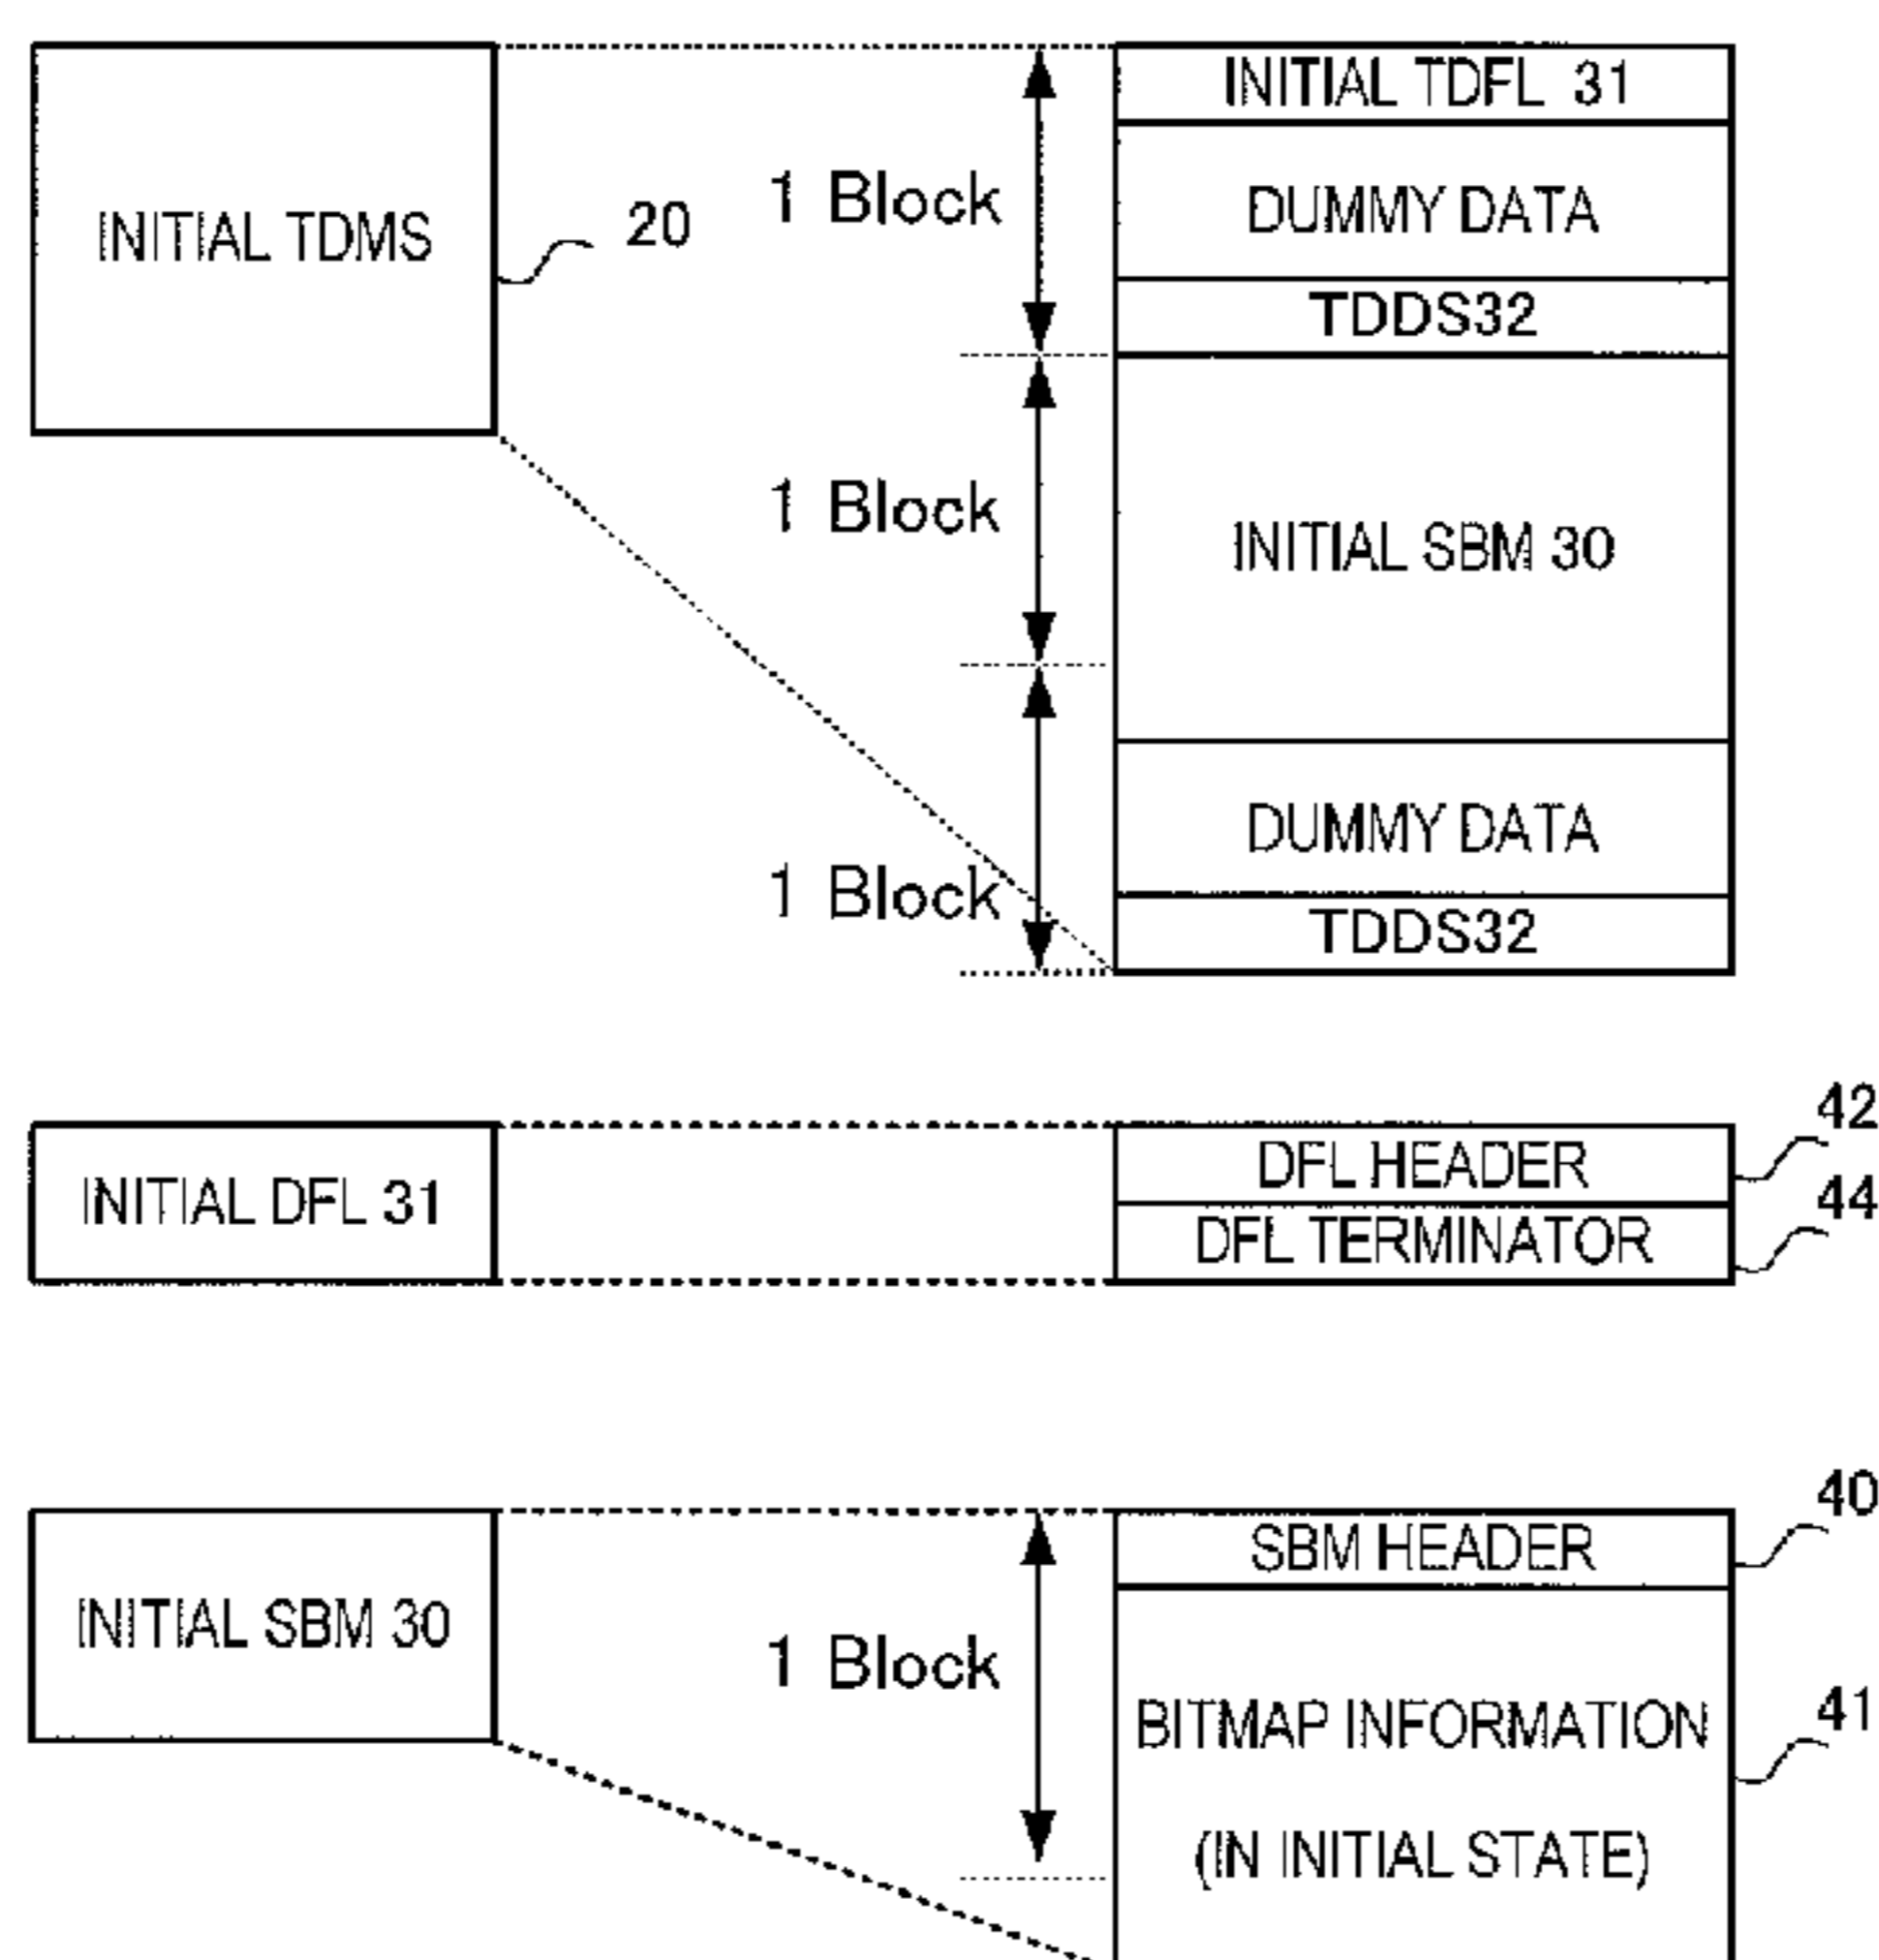 INITIAL TDFL 31
1 Block
DUMMY DATA
INITIAL TDMS
20
TDDS32
1 Block
INITIAL SBM 30
DUMMY DATA
1 Block
TDDS32
42
DFL HEADER
INITIAL DFL 31
44
DFL TERMINATOR
40
SBM HEADER
INITIAL SBM 30
1 Block
BITMAP INFORMATION
41
(IN INITIAL STATE)